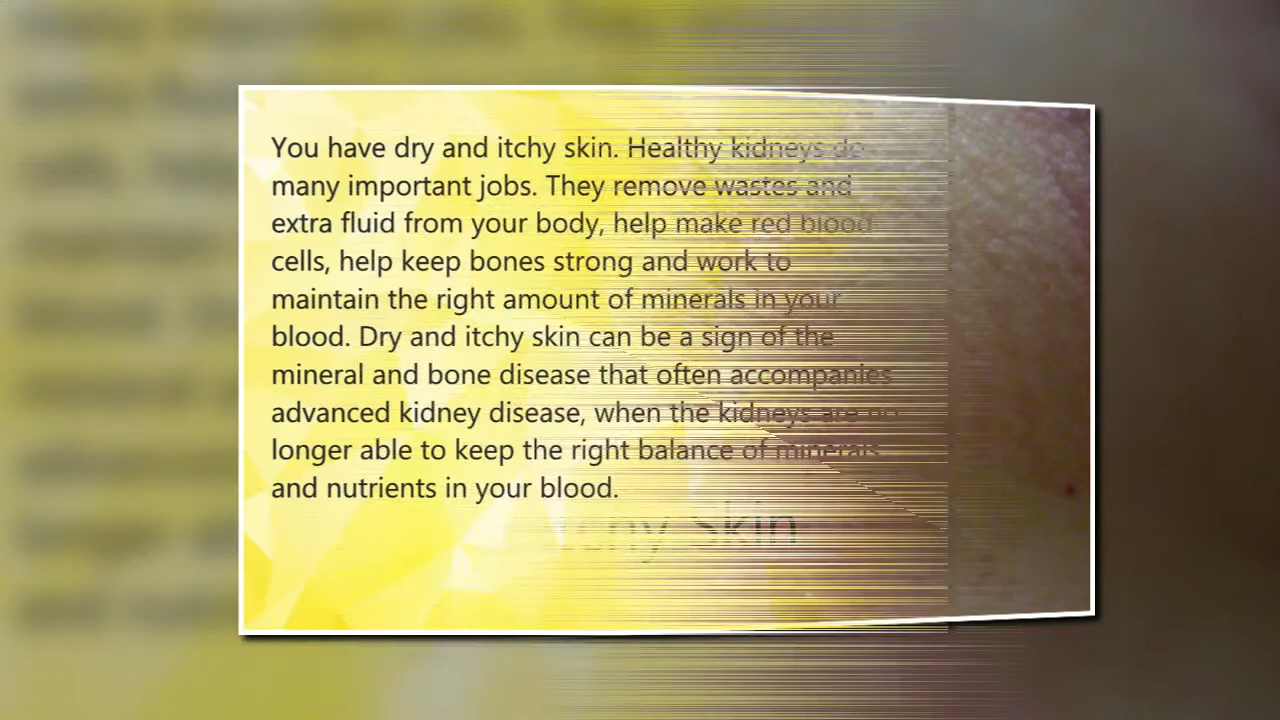 You have dry and itchy skin. Healthy kidneys do
many important jobs. They remove wastes and
extra fluid from your body, help make red blood
cells, help keep bones strong and work to
maintain the right amount of minerals in your
blood. Dry and itchy skin can be a sign of the
mineral and bone disease that often accompanies
advanced kidney disease, when the kidneys are no
longer able to keep the right balance of minerals
and nutrients in your blood.
Skin